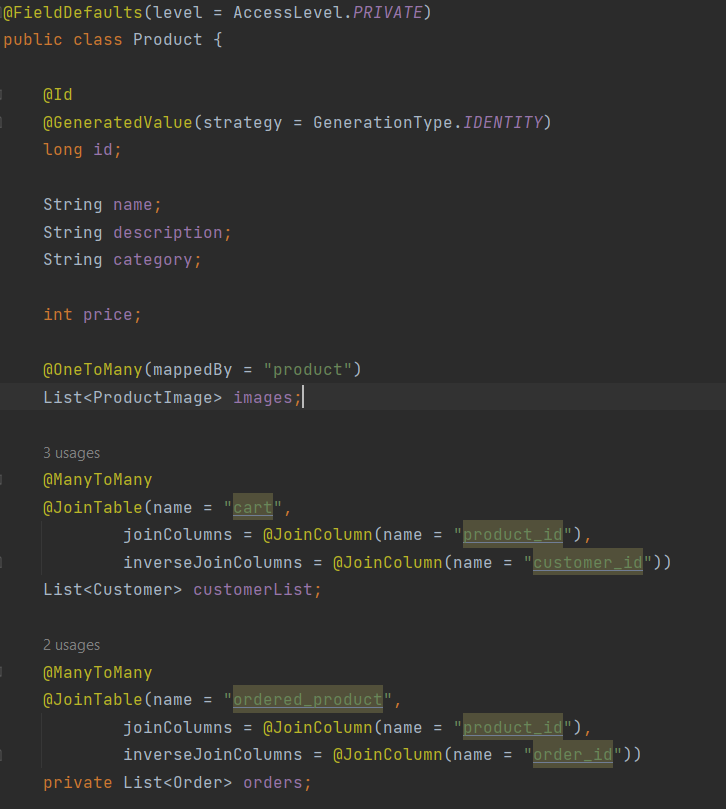 @FieldDefaults(level = AccessLevel.PRIVATE)
public class Product {
@Id
@GeneratedValue(strategy = GenerationType.IDENTITY)
long id;
String name;
String description;
String category;
int price;
@OneToMany(mappedBy = "product")
List<ProductImage> images;
3 usages
@ManyToMany
@JoinTable(name = "cart",
joinColumns = @JoinColumn(name = "product_id"),
inverseJoinColumns = @JoinColumn(name = "customer_id"))
List<Customer> customerList;
2 usages
@ManyToMany
@JoinTable(name = "ordered_product",
joinColumns = @JoinColumn(name = "product_id"),
inverseJoinColumns = @JoinColumn(name = "order_id"))
private List<Order> orders;